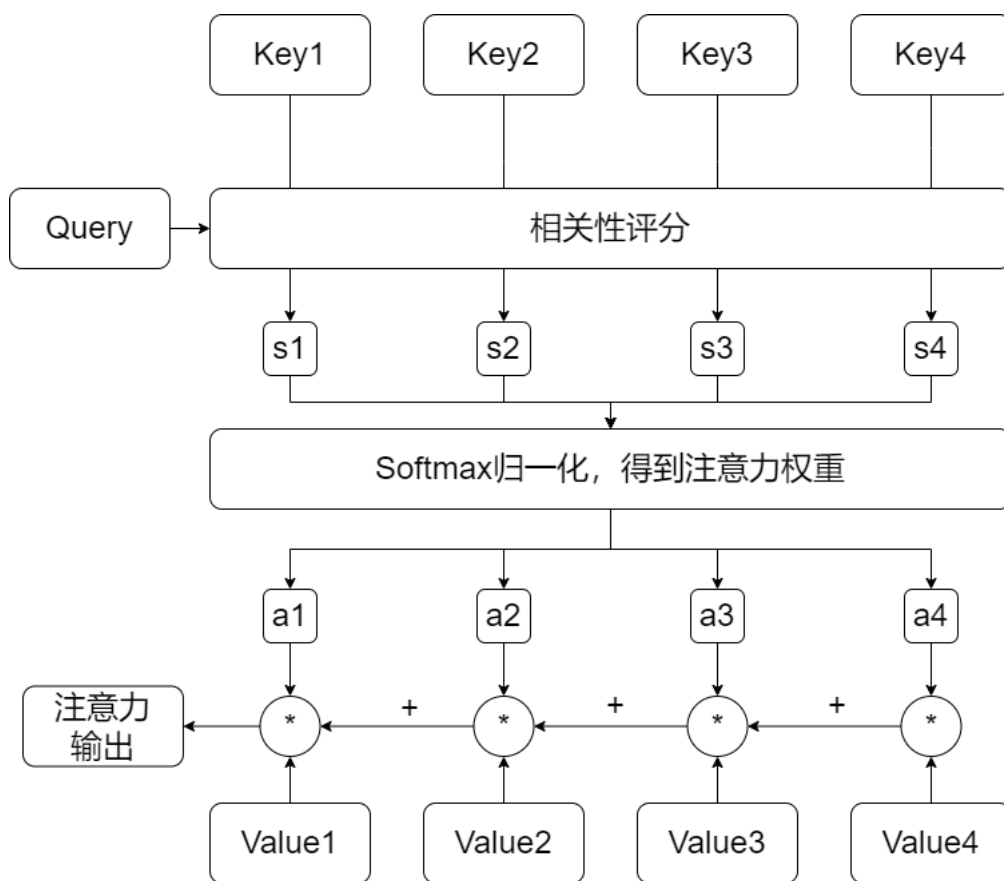 Key1
Key2
Key3
Key4
Query
相关性评分
s1
s2
s3
s4
Softmax归一化，得到注意力权重
a1
a2
a3
a4
注意力
输出
*
+
*
+
*
+
*
Value1
Value2
Value3
Value4